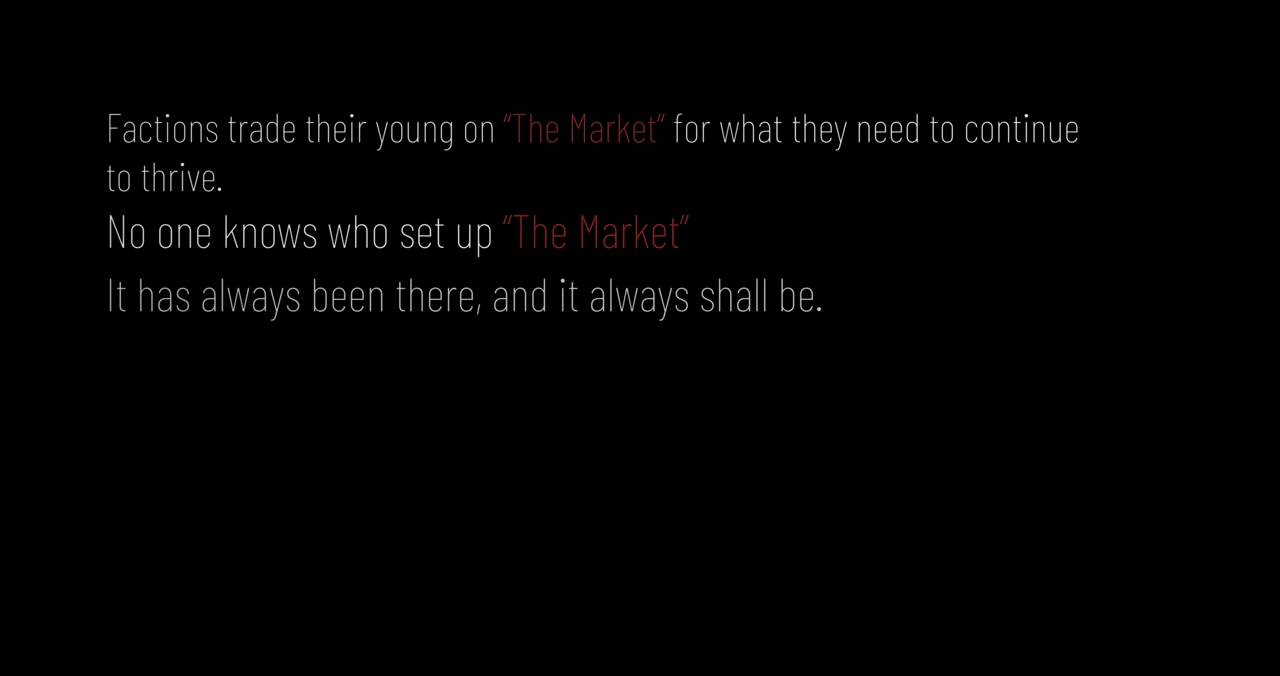 Factions trade their young on “The Market” for what they need to continue
to thrive.
No one knows who set up “The Market”
It has always been there, and it always shall be.